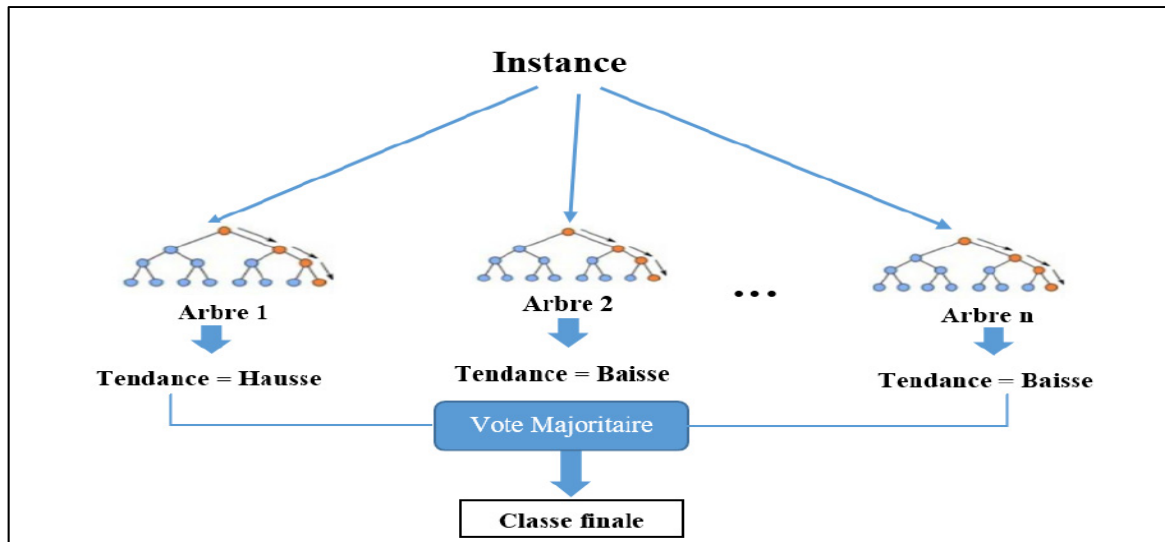 Instance
Arbre 1
Arbre 2
...
Arbre n
Tendance = Hausse
Tendance = Baisse
Tendance = Baisse
Vote Majoritaire
Classe finale